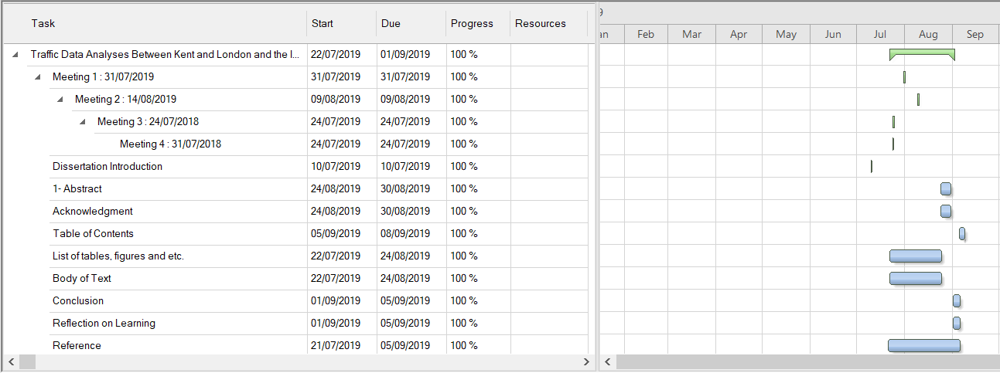 9
Task Start Due Progress Resources
Feb Mar Apr May Jun Jul Aug Sep
Traffic Data Analyses Between Kent and London and the I... 22/07/2019 01/09/2019 100 %
Meeting 1 : 31/07/2019 31/07/2019 31/07/2019 100 %
Meeting 2 : 14/08/2019 09/08/2019 09/08/2019 100 %
Meeting 3 : 24/07/2018 24/07/2019 24/07/2019 100 %
Meeting 4 : 31/07/2018 24/07/2019 24/07/2019 100 %
Dissertation Introduction 10/07/2019 10/07/2019 100 %
1- Abstract 24/08/2019 30/08/2019 100 %
Acknowledgment 24/08/2019 30/08/2019 100 %
Table of Contents 05/09/2019 08/09/2019 100 %
List of tables, figures and etc. 22/07/2019 24/08/2019 100 %
Body of Text 22/07/2019 24/08/2019 100 %
Conclusion 01/09/2019 05/09/2019 100 %
Reflection on Learning 01/09/2019 05/09/2019 100 %
Reference 21/07/2019 05/09/2019 100 %